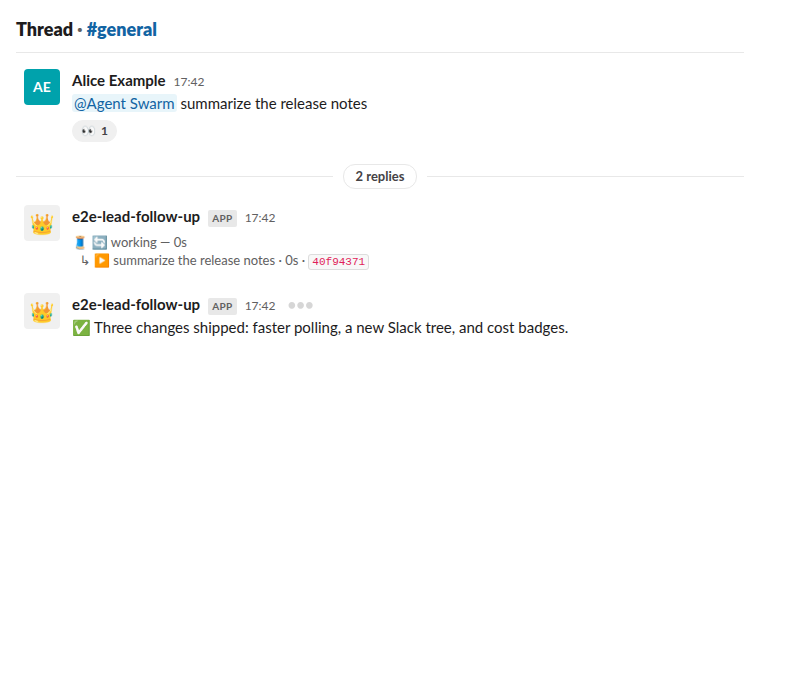 Thread • #general
AE
Alice Example 17:42
@Agent Swarm summarize the release notes
👀 1
2 replies
e2e-lead-follow-up APP 17:42
🧵 🔄 working — 0s
↳ ▶️ summarize the release notes · 0s · 40f94371
e2e-lead-follow-up APP 17:42
✅ Three changes shipped: faster polling, a new Slack tree, and cost badges.